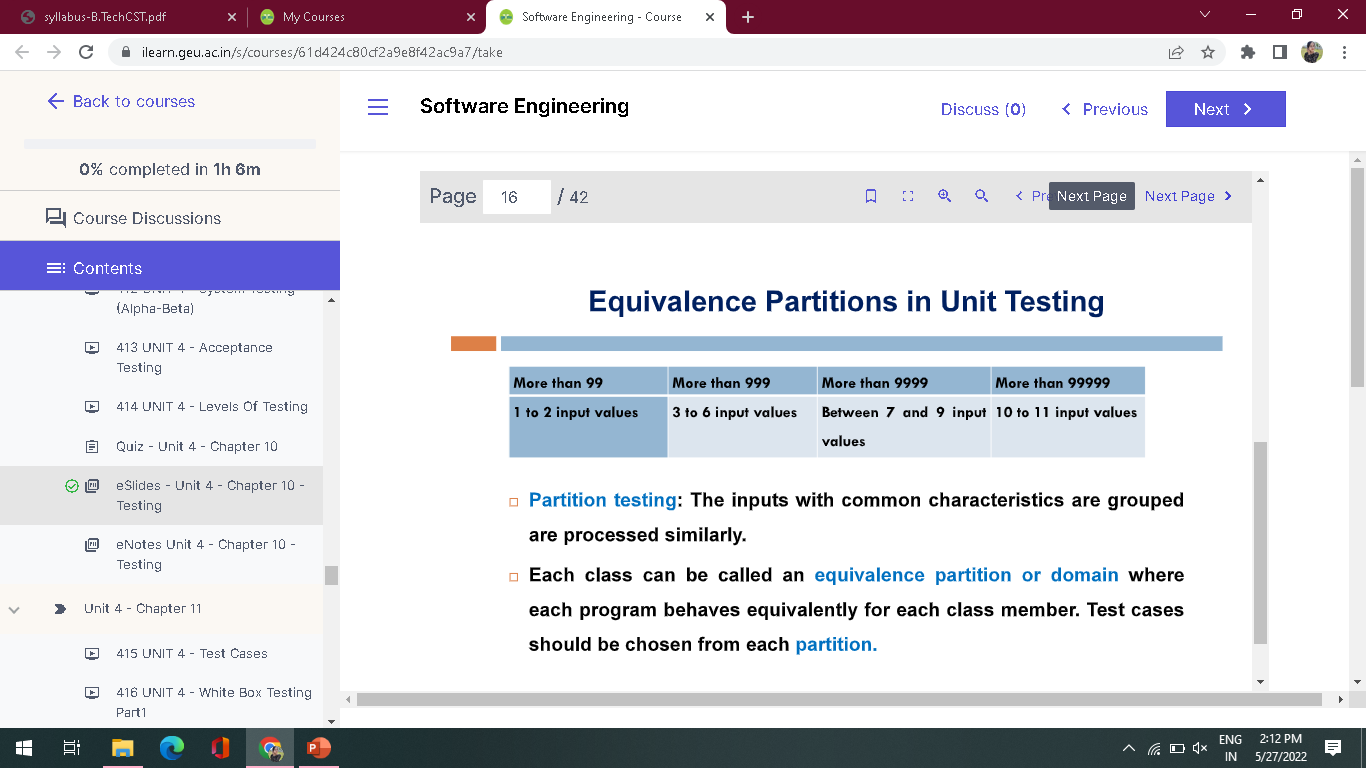 syllabus-B.TechCST.pdf
My Courses
Software Engineering - Course
ilearn.geu.ac.in/s/courses/61d424c80cf2a9e8f42ac9a7/take
Back to courses
0% completed in 1h 6m
Course Discussions
Contents
(Alpha-Beta)
413 UNIT 4 - Acceptance
Testing
414 UNIT 4 - Levels Of Testing
Quiz - Unit 4 - Chapter 10
eSlides - Unit 4 - Chapter 10 -
Testing
eNotes Unit 4 - Chapter 10 -
Testing
Unit 4 - Chapter 11
415 UNIT 4 - Test Cases
416 UNIT 4 - White Box Testing
Part1
Software Engineering
Discuss (0)
Previous
Next
Page 16 / 42
Next Page
Next Page
Equivalence Partitions in Unit Testing
More than 99 More than 999 More than 9999 More than 99999
1 to 2 input values 3 to 6 input values Between 7 and 9 input 10 to 11 input values
values
Partition testing: The inputs with common characteristics are grouped
are processed similarly.
Each class can be called an equivalence partition or domain where
each program behaves equivalently for each class member. Test cases
should be chosen from each partition.
ENG
IN
2:12 PM
5/27/2022